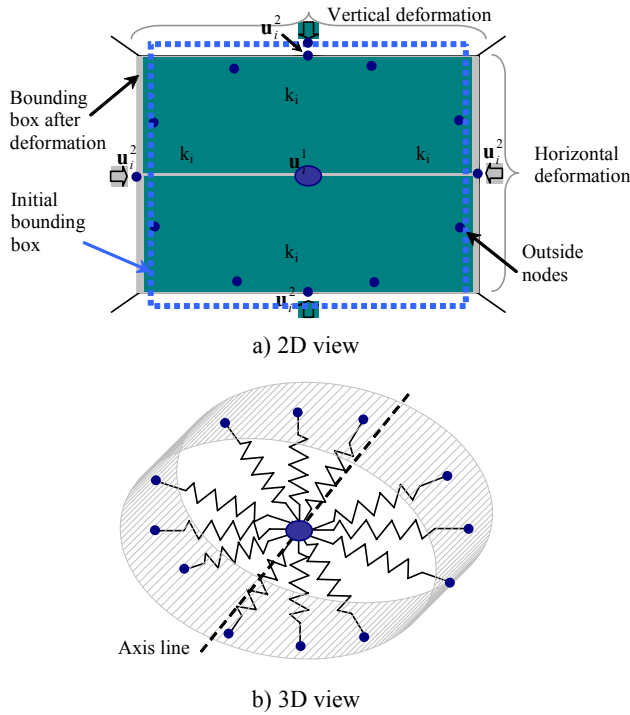 Vertical deformation
u_i^2
Bounding
box after
deformation
k_i
u_i^2
k_i
u_i^1
k_i
u_i^2
Horizontal
deformation
Initial
bounding
box
k_i
Outside
nodes
u_i^2
a) 2D view
Axis line
b) 3D view